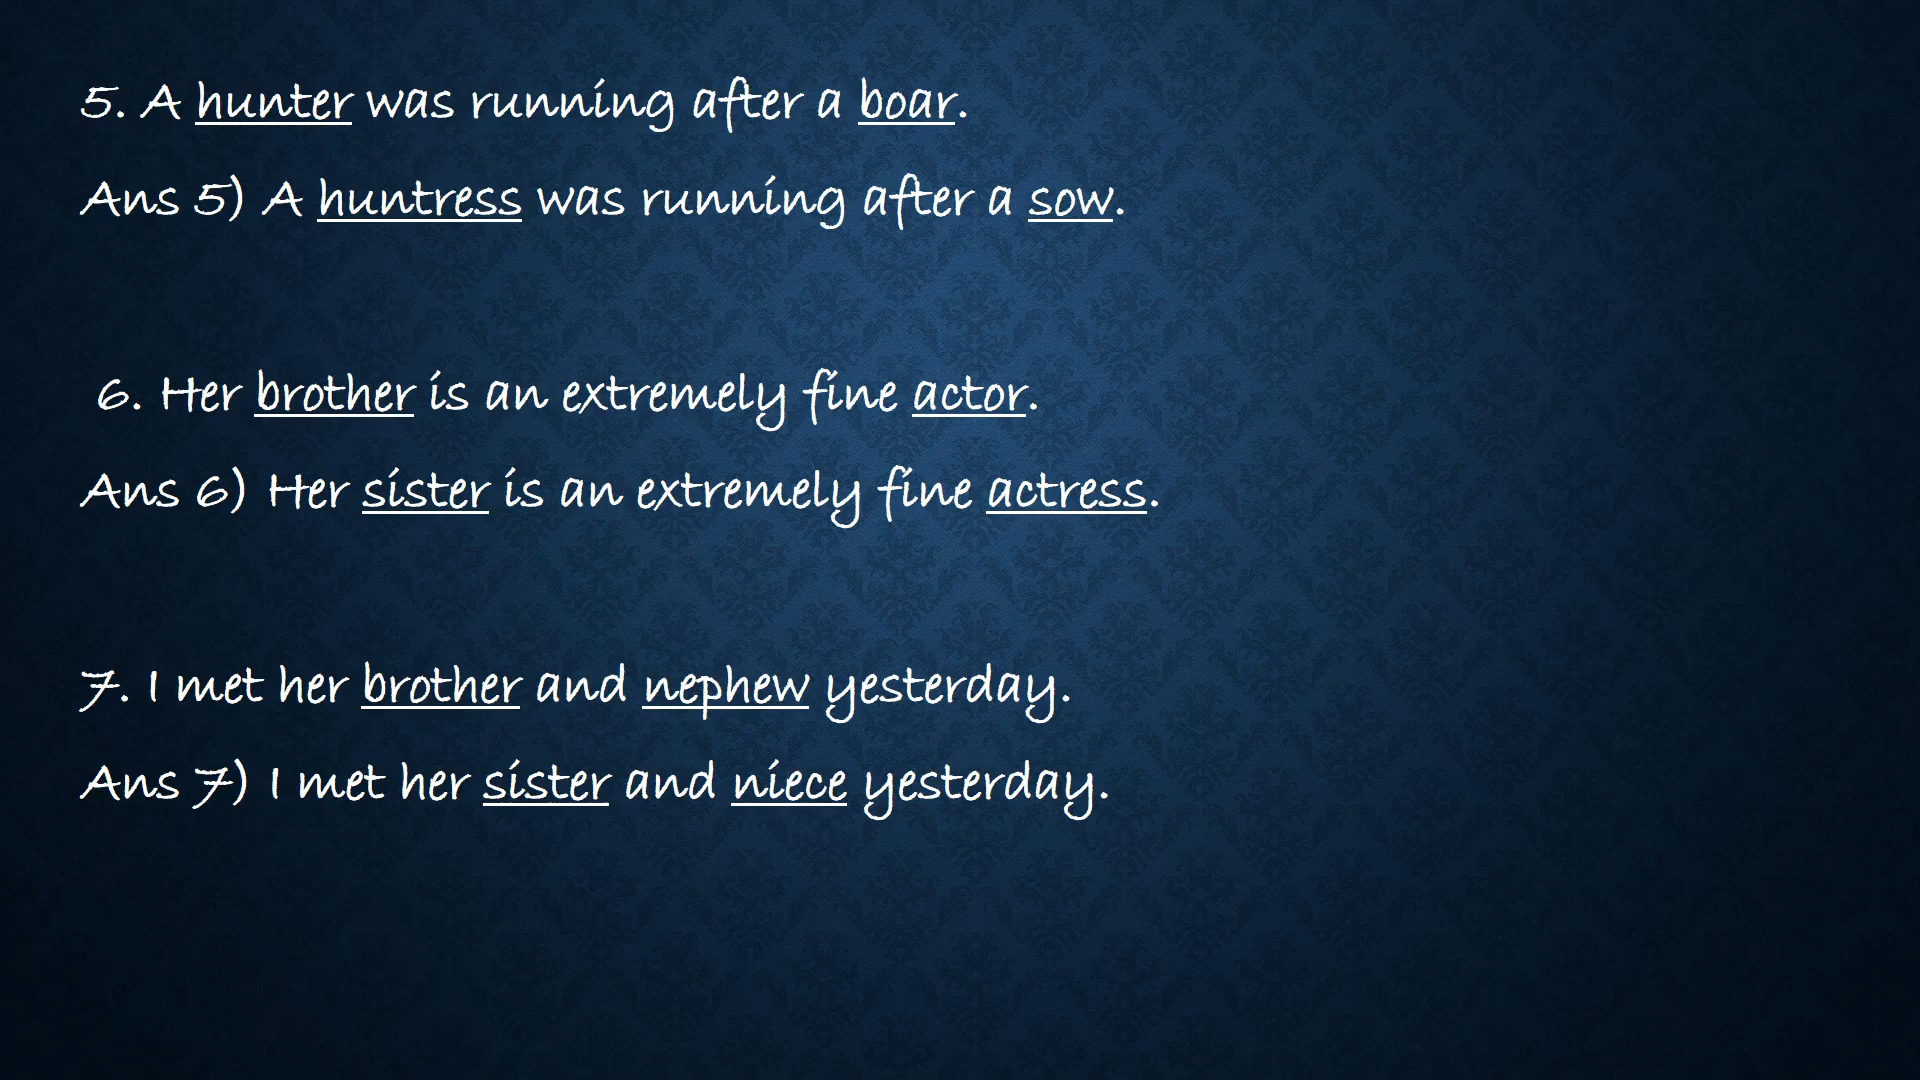 5. A hunter was running after a boar.
Ans 5) A huntress was running after a sow.
6. Her brother is an extremely fine actor.
Ans 6) Her sister is an extremely fine actress.
7. I met her brother and nephew yesterday.
Ans 7) I met her sister and niece yesterday.